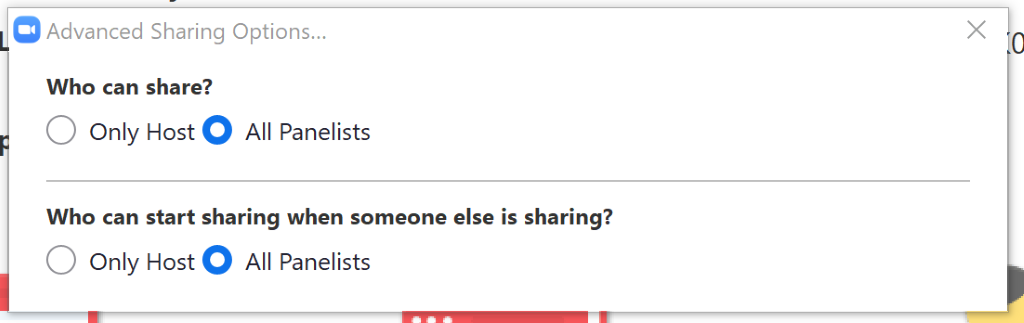 Advanced Sharing Options...
Who can share?
Only Host All Panelists
Who can start sharing when someone else is sharing?
Only Host All Panelists